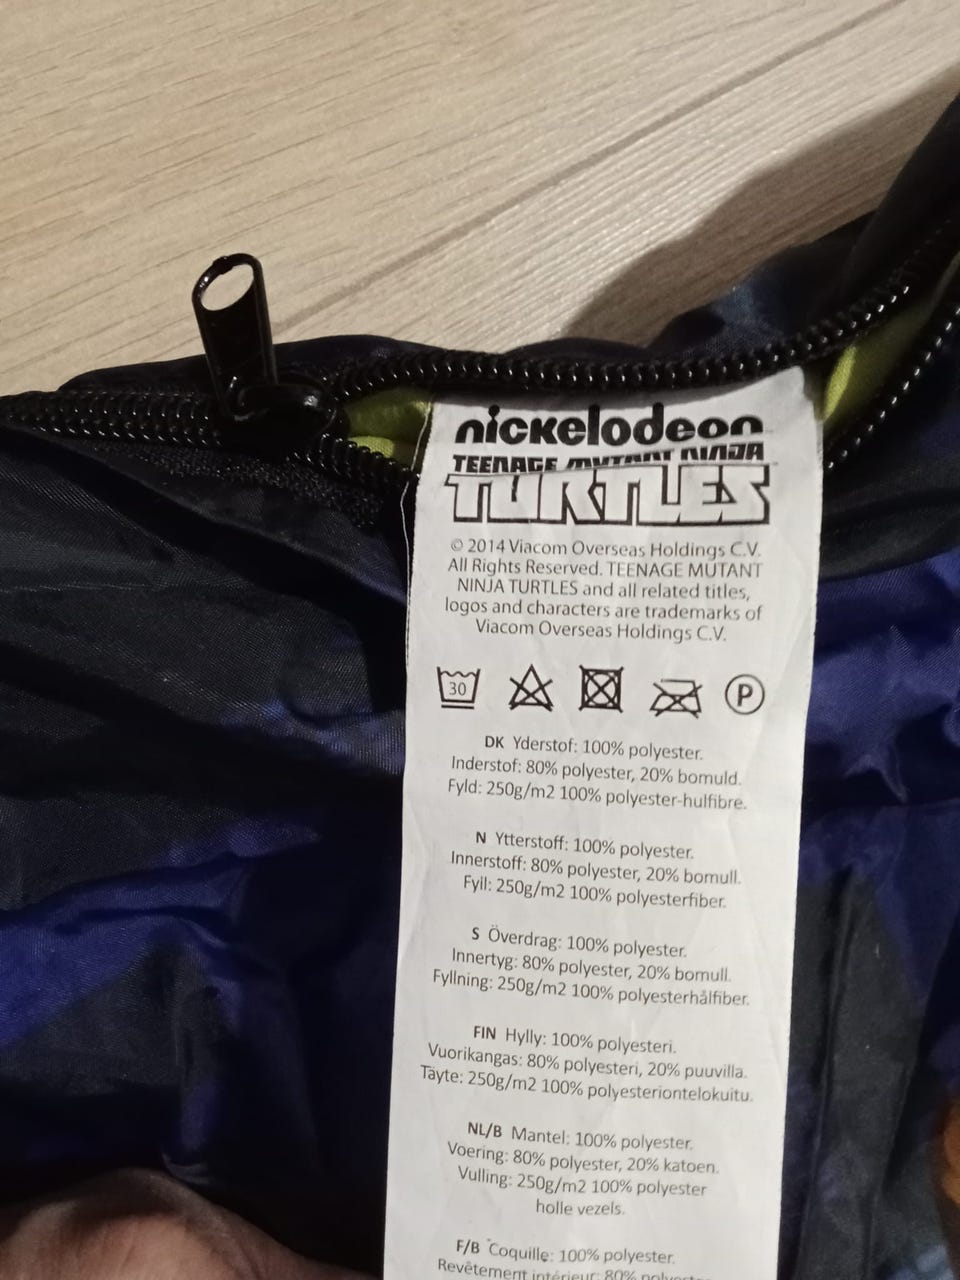 nickelodeon
TEENAGE MUTANT NINJA
TURTLES
© 2014 Viacom Overseas Holdings C.V.
All Rights Reserved. TEENAGE MUTANT
NINJA TURTLES and all related titles,
logos and characters are trademarks of
Viacom Overseas Holdings C.V.
30 P
DK Yderstof: 100% polyester.
Inderstof: 80% polyester, 20% bomuld.
Fyld: 250g/m2 100% polyester-hulfibre.
N Ytterstoff: 100% polyester.
Innerstoff: 80% polyester, 20% bomull.
Fyll: 250g/m2 100% polyesterfiber.
S Överdrag: 100% polyester.
Innertyg: 80% polyester, 20% bomull.
Fyllning: 250g/m2 100% polyesterhålfiber.
FIN Hylly: 100% polyesteri.
Vuorikangas: 80% polyesteri, 20% puuvilla.
Täyte: 250g/m2 100% polyesteriontelokuitu.
NL/B Mantel: 100% polyester.
Voering: 80% polyester, 20% katoen.
Vulling: 250g/m2 100% polyester
holle vezels.
F/B Coquille: 100% polyester.
Revêtement intérieur: 80%